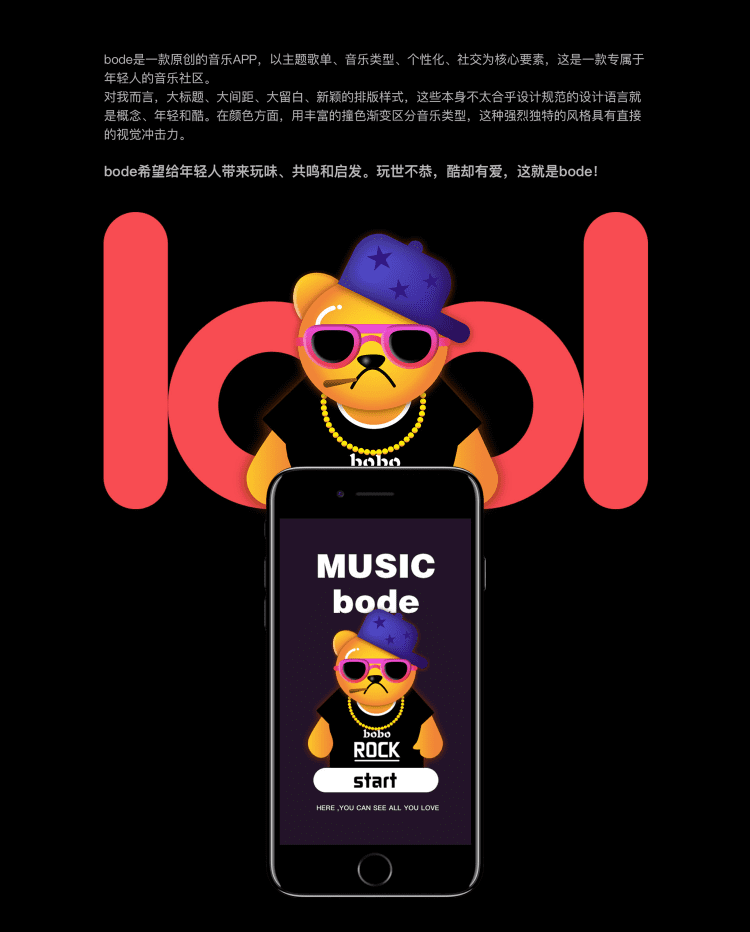 bode是一款原创的音乐APP，以主题歌单、音乐类型、个性化、社交为核心要素，这是一款专属于
年轻人的音乐社区。
对我而言，大标题、大间距、大留白、新颖的排版样式，这些本身不太合乎设计规范的设计语言就
是概念、年轻和酷。在颜色方面，用丰富的撞色渐变区分音乐类型，这种强烈独特的风格具有直接
的视觉冲击力。
bode希望给年轻人带来玩味、共鸣和启发。玩世不恭，酷却有爱，这就是bode！
bobo
MUSIC
bode
bobo
ROCK
start
HERE ,YOU CAN SEE ALL YOU LOVE